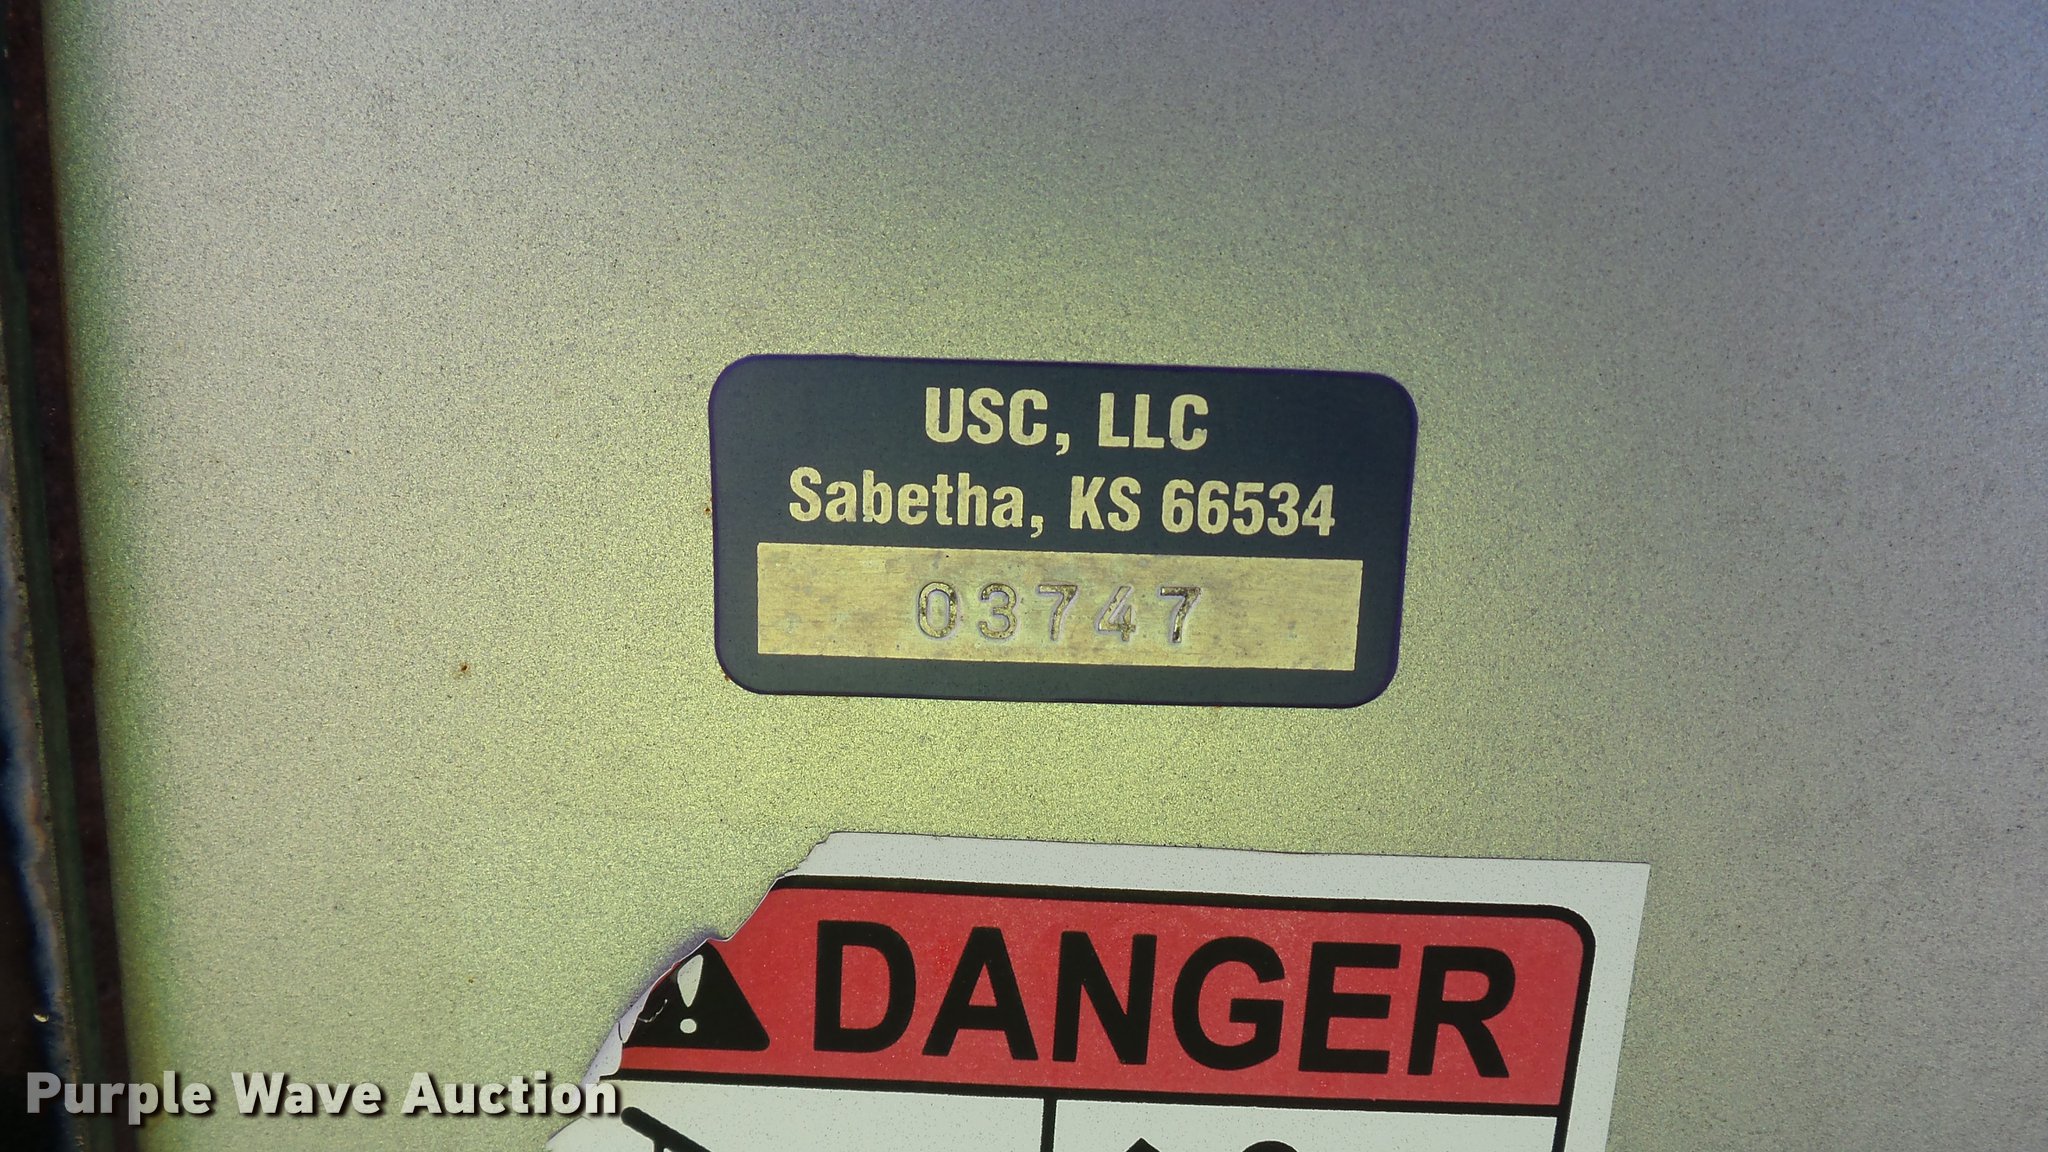 USC, LLC
Sabetha, KS 66534
03747
DANGER
Purple Wave Auction